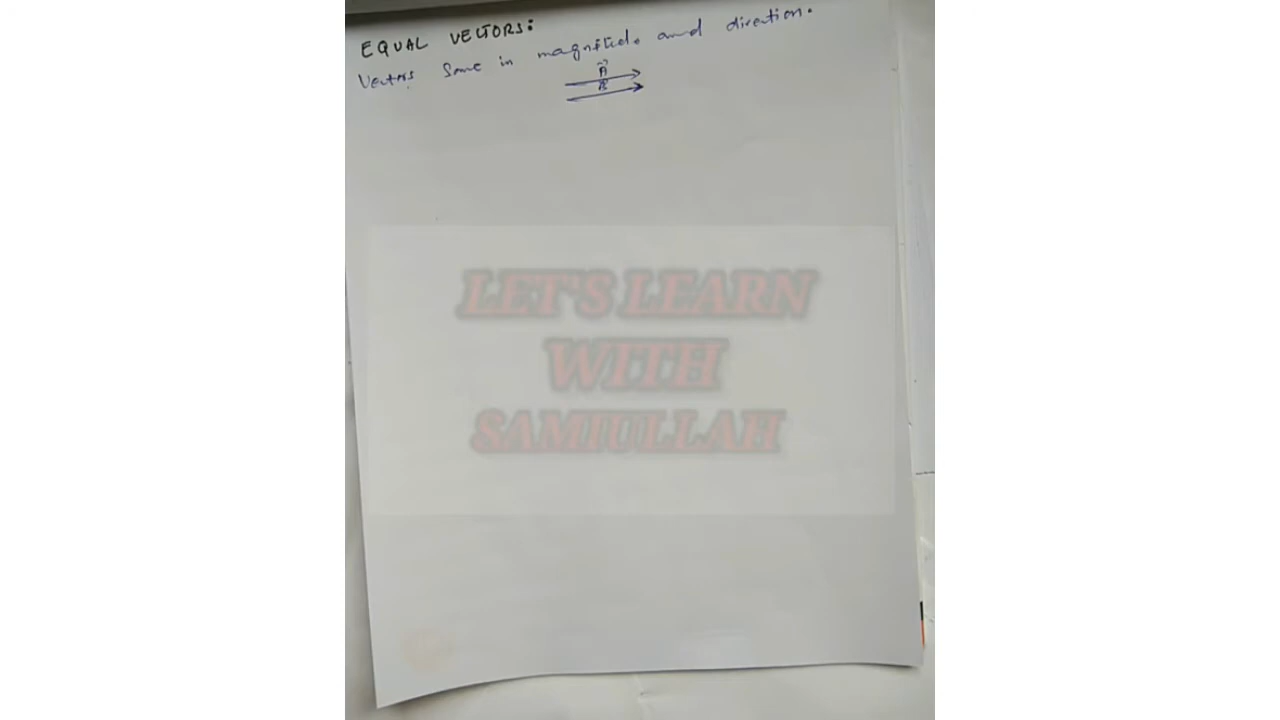 EQUAL VECTORS:
Vectors same in magnitude and direction.
A
B
LET'S LEARN
WITH
SAMIULLAH